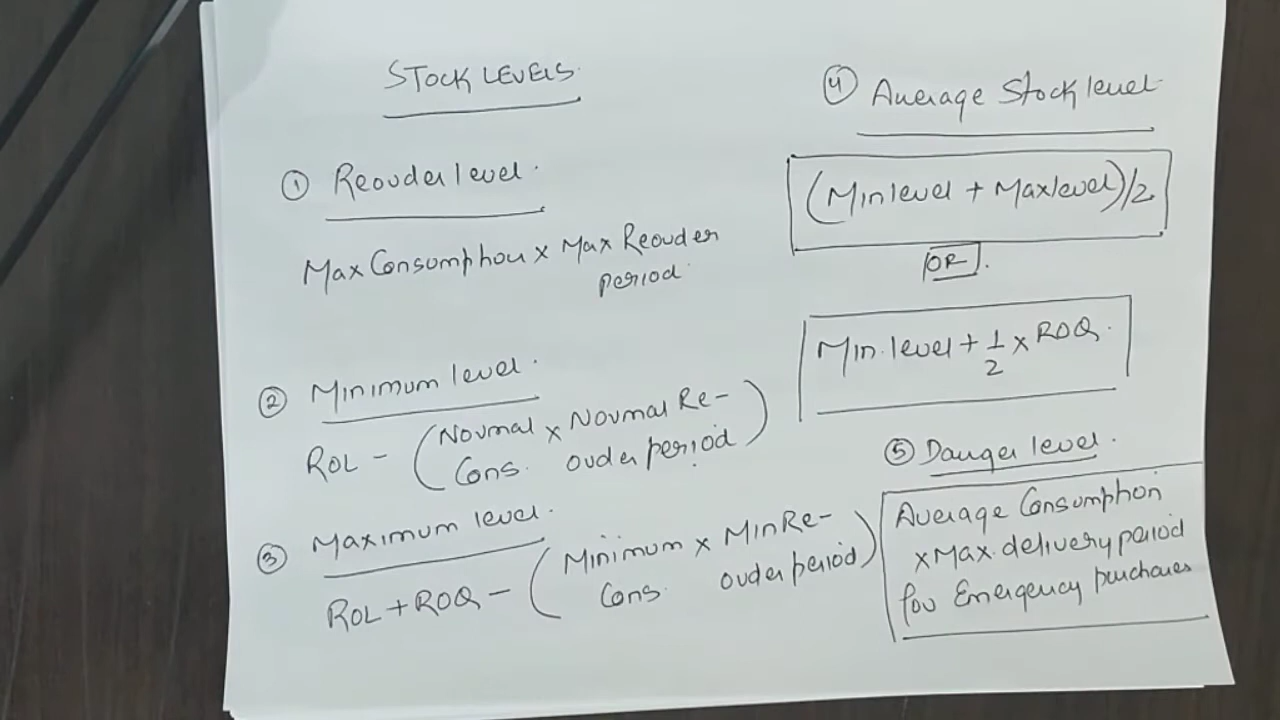 STOCK LEVELS.
① Reorder level.
Max Consumption x Max Reorder
period.
② Minimum level.
ROL - (Normal x Normal Re-
Cons. order period)
③ Maximum level.
ROL + ROQ - (Minimum x Min Re-
Cons. order period)
④ Average Stock level
(Min level + Max level)/2
OR.
Min. level + 1/2 x ROQ.
⑤ Danger level.
Average Consumption
x Max. delivery period
for Emergency purchases